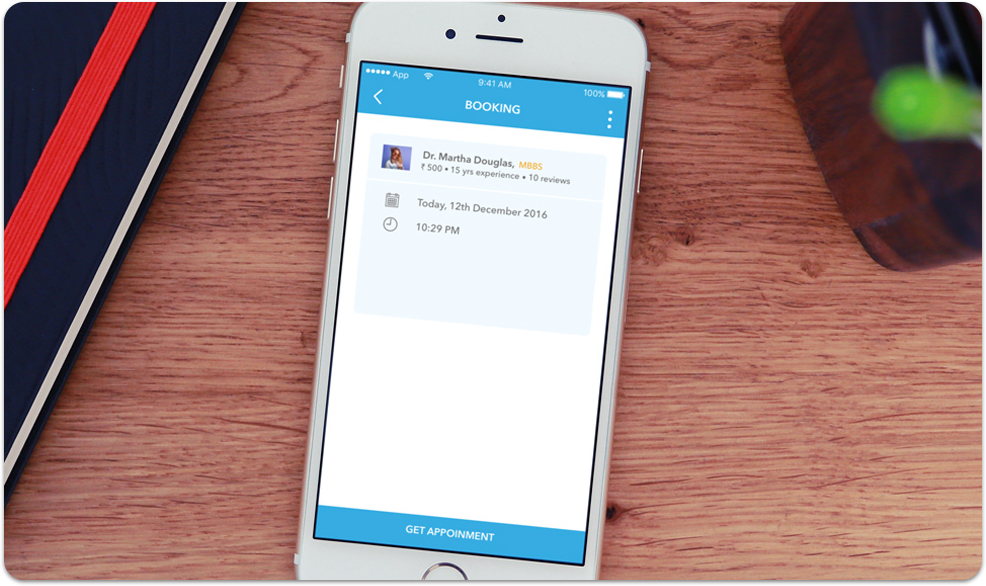 App 9:41 AM 100%
BOOKING
Dr. Martha Douglas, MBBS
₹ 500 • 15 yrs experience • 10 reviews
Today, 12th December 2016
10:29 PM
GET APPOINMENT